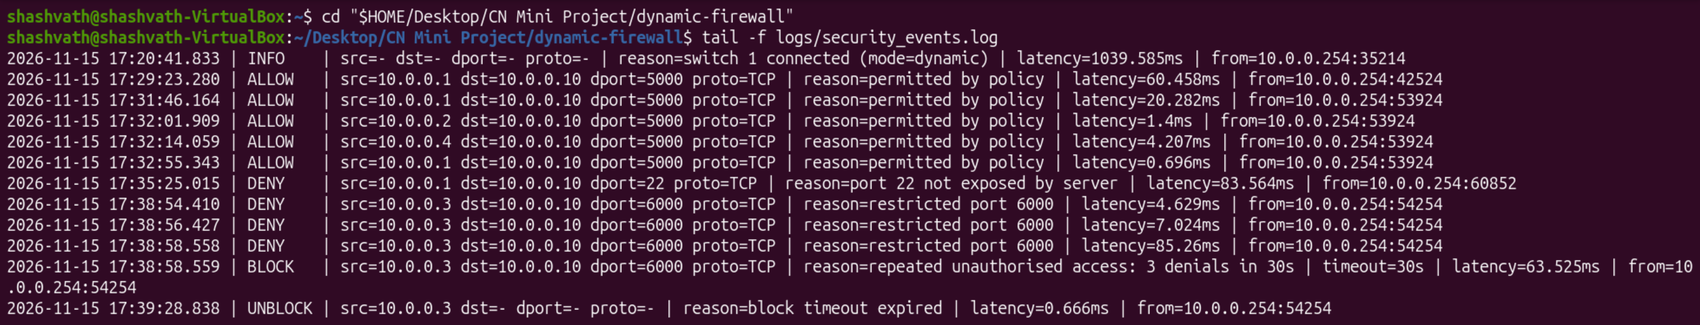 shashvath@shashvath-VirtualBox:~$ cd "$HOME/Desktop/CN Mini Project/dynamic-firewall"
shashvath@shashvath-VirtualBox:~/Desktop/CN Mini Project/dynamic-firewall$ tail -f logs/security_events.log
2026-11-15 17:20:41.833 | INFO    | src=- dst=- dport=- proto=- | reason=switch 1 connected (mode=dynamic) | latency=1039.585ms | from=10.0.0.254:35214
2026-11-15 17:29:23.280 | ALLOW   | src=10.0.0.1 dst=10.0.0.10 dport=5000 proto=TCP | reason=permitted by policy | latency=60.458ms | from=10.0.0.254:42524
2026-11-15 17:31:46.164 | ALLOW   | src=10.0.0.1 dst=10.0.0.10 dport=5000 proto=TCP | reason=permitted by policy | latency=20.282ms | from=10.0.0.254:53924
2026-11-15 17:32:01.909 | ALLOW   | src=10.0.0.2 dst=10.0.0.10 dport=5000 proto=TCP | reason=permitted by policy | latency=1.4ms | from=10.0.0.254:53924
2026-11-15 17:32:14.059 | ALLOW   | src=10.0.0.4 dst=10.0.0.10 dport=5000 proto=TCP | reason=permitted by policy | latency=4.207ms | from=10.0.0.254:53924
2026-11-15 17:32:55.343 | ALLOW   | src=10.0.0.1 dst=10.0.0.10 dport=5000 proto=TCP | reason=permitted by policy | latency=0.696ms | from=10.0.0.254:53924
2026-11-15 17:35:25.015 | DENY    | src=10.0.0.1 dst=10.0.0.10 dport=22 proto=TCP | reason=port 22 not exposed by server | latency=83.564ms | from=10.0.0.254:60852
2026-11-15 17:38:54.410 | DENY    | src=10.0.0.3 dst=10.0.0.10 dport=6000 proto=TCP | reason=restricted port 6000 | latency=4.629ms | from=10.0.0.254:54254
2026-11-15 17:38:56.427 | DENY    | src=10.0.0.3 dst=10.0.0.10 dport=6000 proto=TCP | reason=restricted port 6000 | latency=7.024ms | from=10.0.0.254:54254
2026-11-15 17:38:58.558 | DENY    | src=10.0.0.3 dst=10.0.0.10 dport=6000 proto=TCP | reason=restricted port 6000 | latency=85.26ms | from=10.0.0.254:54254
2026-11-15 17:38:58.559 | BLOCK   | src=10.0.0.3 dst=10.0.0.10 dport=6000 proto=TCP | reason=repeated unauthorised access: 3 denials in 30s | timeout=30s | latency=63.525ms | from=10
.0.0.254:54254
2026-11-15 17:39:28.838 | UNBLOCK | src=10.0.0.3 dst=- dport=- proto=- | reason=block timeout expired | latency=0.666ms | from=10.0.0.254:54254